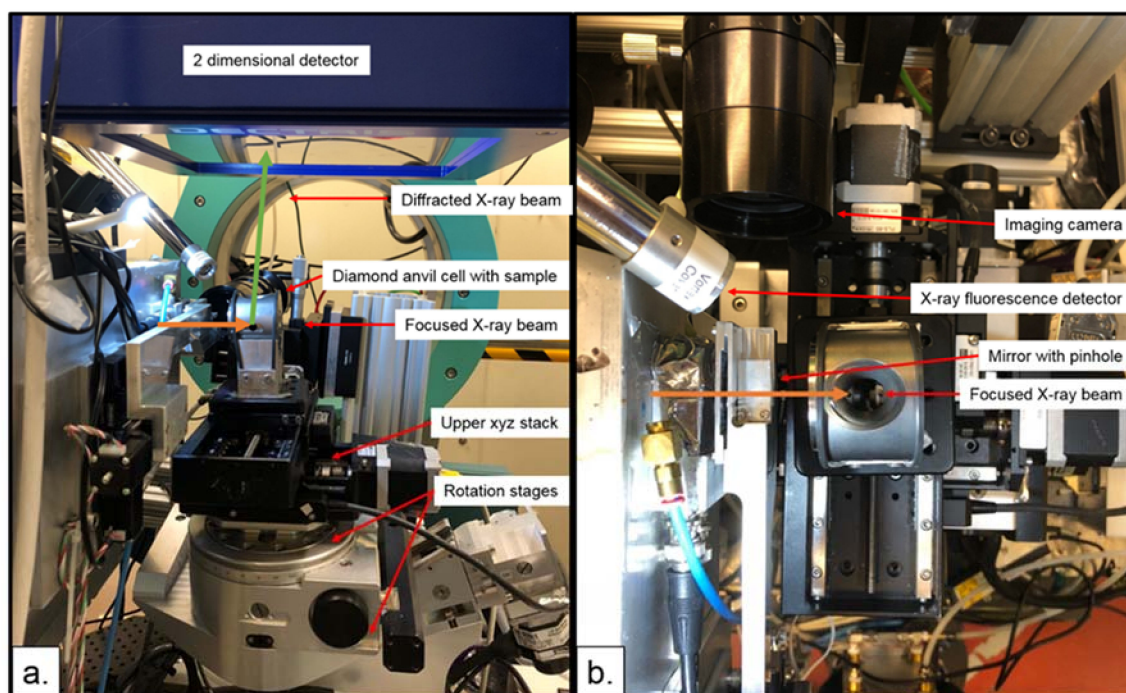 2 dimensional detector
Diffracted X-ray beam
Diamond anvil cell with sample
Focused X-ray beam
Upper xyz stack
Rotation stages
a.
Imaging camera
X-ray fluorescence detector
Mirror with pinhole
Focused X-ray beam
b.